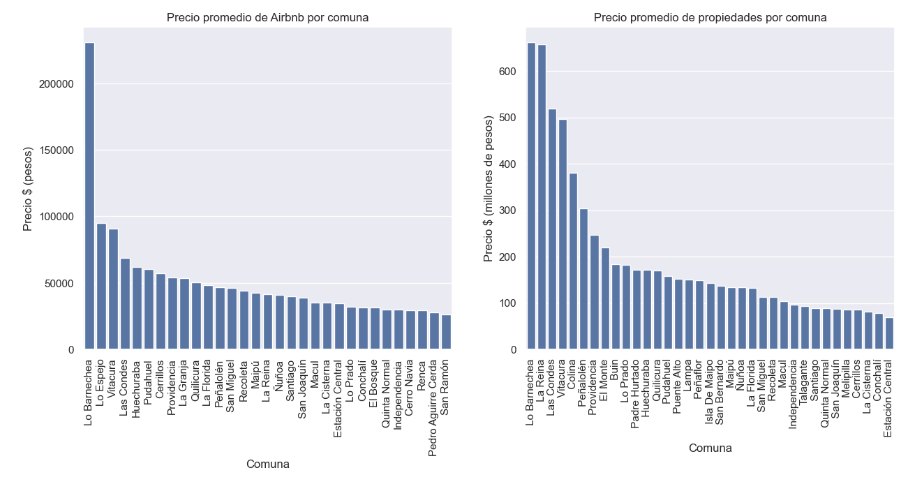 Precio promedio de Airbnb por comuna
Precio $ (pesos)
200000
150000
100000
50000
0
Lo Barnechea
Lo Espejo
Vitacura
Las Condes
Huechuraba
Pudahuel
Cerrillos
Providencia
La Granja
Quilicura
La Florida
Peñalolén
San Miguel
Recoleta
Maipú
La Reina
Ñuñoa
Santiago
San Joaquín
Macul
La Cisterna
Estación Central
Lo Prado
Conchalí
El Bosque
Quinta Normal
Independencia
Cerro Navia
Renca
Pedro Aguirre Cerda
San Ramón
Comuna
Precio promedio de propiedades por comuna
Precio $ (millones de pesos)
600
500
400
300
200
100
0
Lo Barnechea
La Reina
Las Condes
Vitacura
Colina
Peñalolén
Providencia
El Monte
Buin
Lo Prado
Padre Hurtado
Huechuraba
Quilicura
Pudahuel
Puente Alto
Lampa
Peñaflor
Isla De Maipo
San Bernardo
Maipú
Ñuñoa
La Florida
San Miguel
Recoleta
Macul
Independencia
Talagante
Santiago
Quinta Normal
San Joaquín
Melipilla
Cerrillos
La Cisterna
Conchalí
Estación Central
Comuna